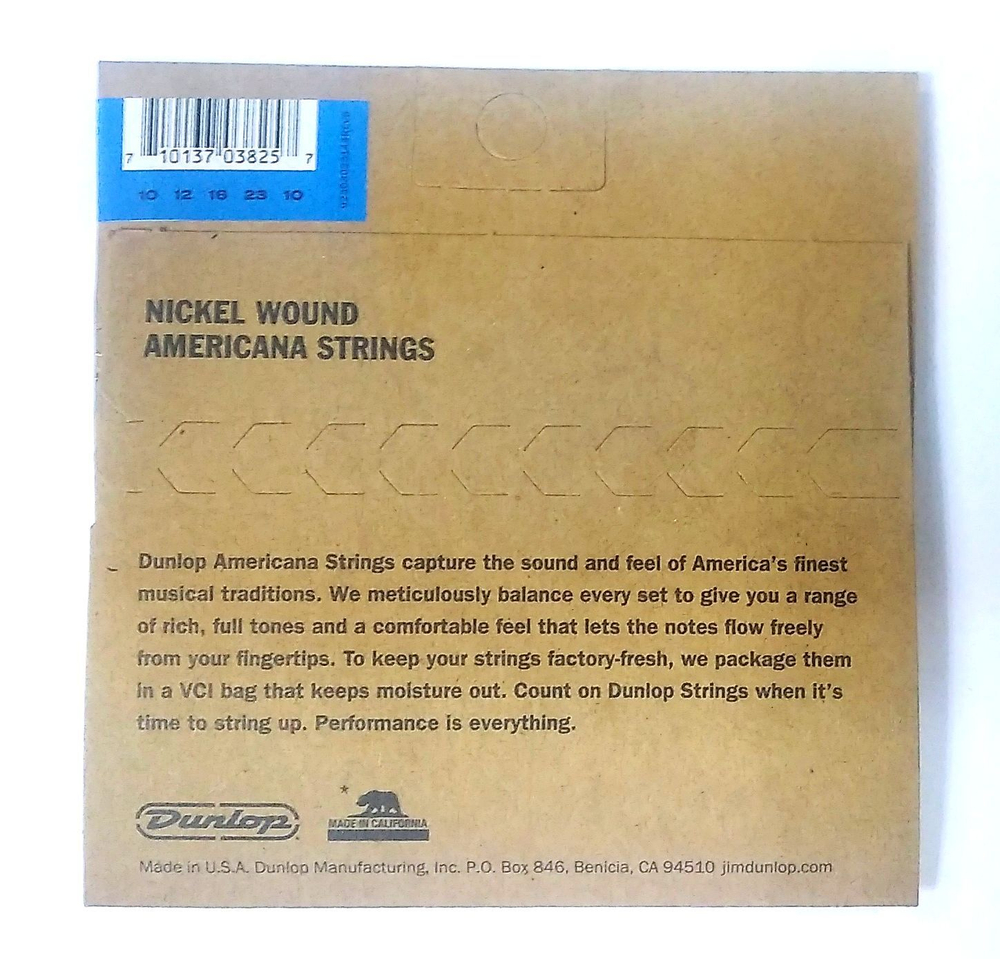 7 10137 03825 7
10 12 16 23 10
NICKEL WOUND
AMERICANA STRINGS
Dunlop Americana Strings capture the sound and feel of America's finest
musical traditions. We meticulously balance every set to give you a range
of rich, full tones and a comfortable feel that lets the notes flow freely
from your fingertips. To keep your strings factory-fresh, we package them
in a VCI bag that keeps moisture out. Count on Dunlop Strings when it's
time to string up. Performance is everything.
Dunlop
MADE IN CALIFORNIA
Made in U.S.A. Dunlop Manufacturing, Inc. P.O. Box 846, Benicia, CA 94510 jimdunlop.com